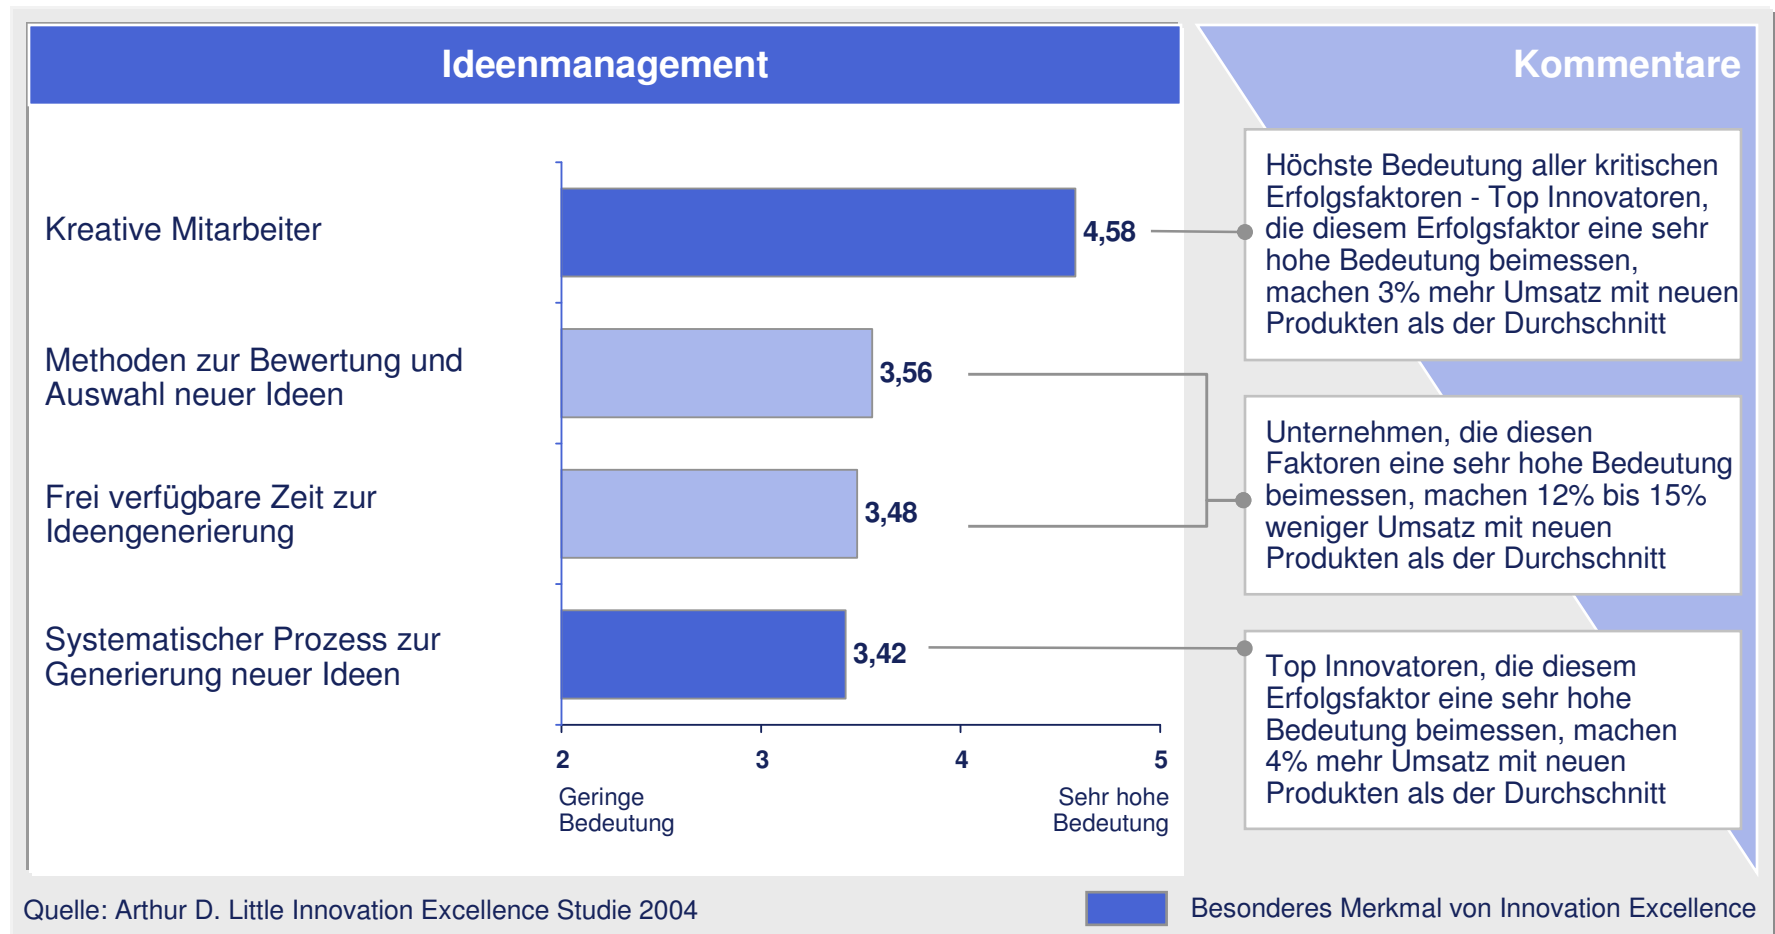 Ideenmanagement
Kommentare
Kreative Mitarbeiter
4,58
Methoden zur Bewertung und
Auswahl neuer Ideen
3,56
Frei verfügbare Zeit zur
Ideengenerierung
3,48
Systematischer Prozess zur
Generierung neuer Ideen
3,42
2
3
4
5
Geringe
Bedeutung
Sehr hohe
Bedeutung
Höchste Bedeutung aller kritischen
Erfolgsfaktoren - Top Innovatoren,
die diesem Erfolgsfaktor eine sehr
hohe Bedeutung beimessen,
machen 3% mehr Umsatz mit neuen
Produkten als der Durchschnitt
Unternehmen, die diesen
Faktoren eine sehr hohe Bedeutung
beimessen, machen 12% bis 15%
weniger Umsatz mit neuen
Produkten als der Durchschnitt
Top Innovatoren, die diesem
Erfolgsfaktor eine sehr hohe
Bedeutung beimessen, machen
4% mehr Umsatz mit neuen
Produkten als der Durchschnitt
Quelle: Arthur D. Little Innovation Excellence Studie 2004
Besonderes Merkmal von Innovation Excellence